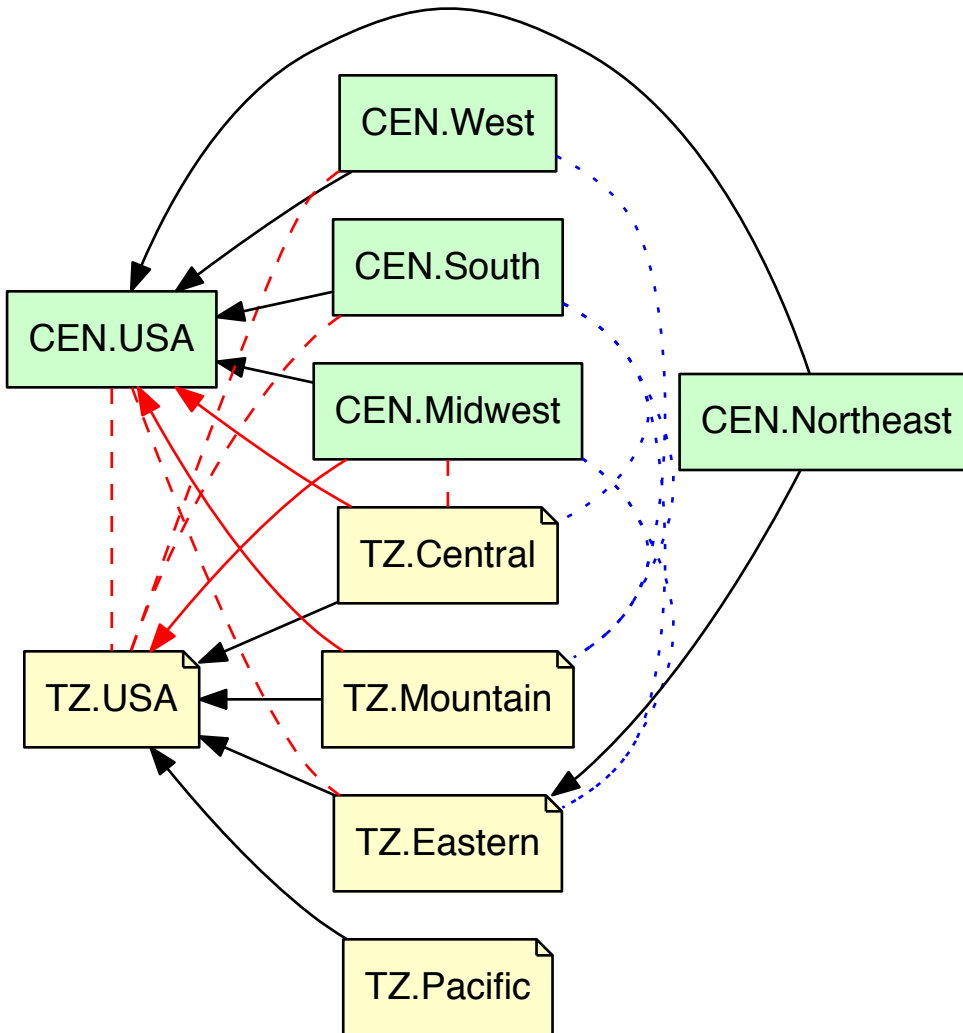 CEN.West
CEN.South
CEN.USA
CEN.Midwest
CEN.Northeast
TZ.Central
TZ.USA
TZ.Mountain
TZ.Eastern
TZ.Pacific